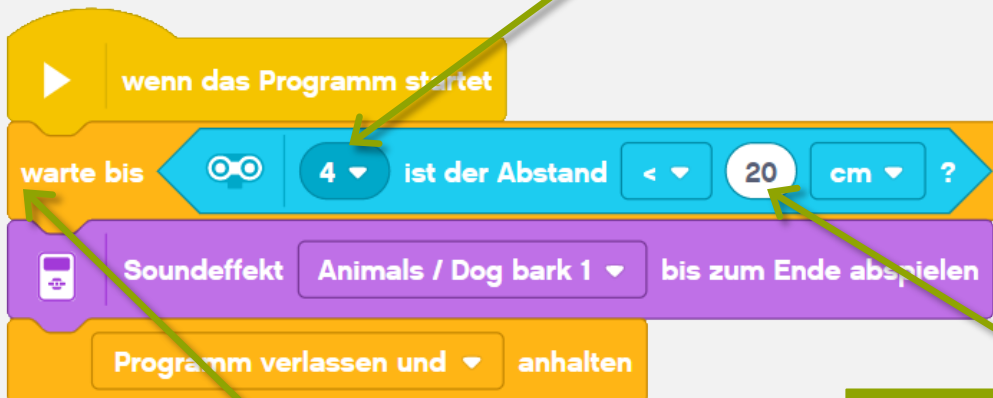 wenn das Programm startet
warte bis 4 ist der Abstand < 20 cm ?
Soundeffekt Animals / Dog bark 1 bis zum Ende abspielen
Programm verlassen und anhalten